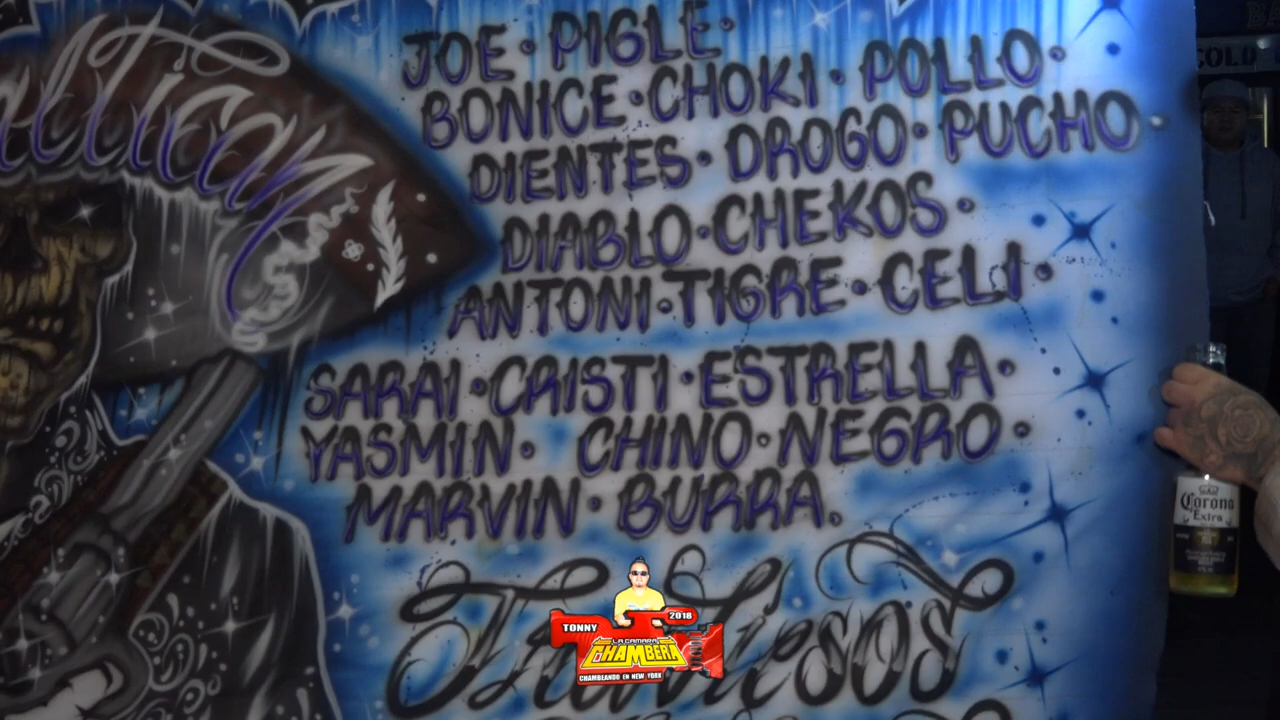 JOE · PIGLE ·
BONICE · CHOKI · POLLO ·
DIENTES · DROGO · PUCHO
DIABLO · CHEKOS ·
ANTONI · TIGRE · CELI ·
SARAI · CRISTI · ESTRELLA ·
YASMIN · CHINO · NEGRO ·
MARVIN · BURRA.
COLD
Corona
Extra
TONNY
2018
LA CAMARA
CHAMBERA
CHAMBEANDO EN NEW YORK